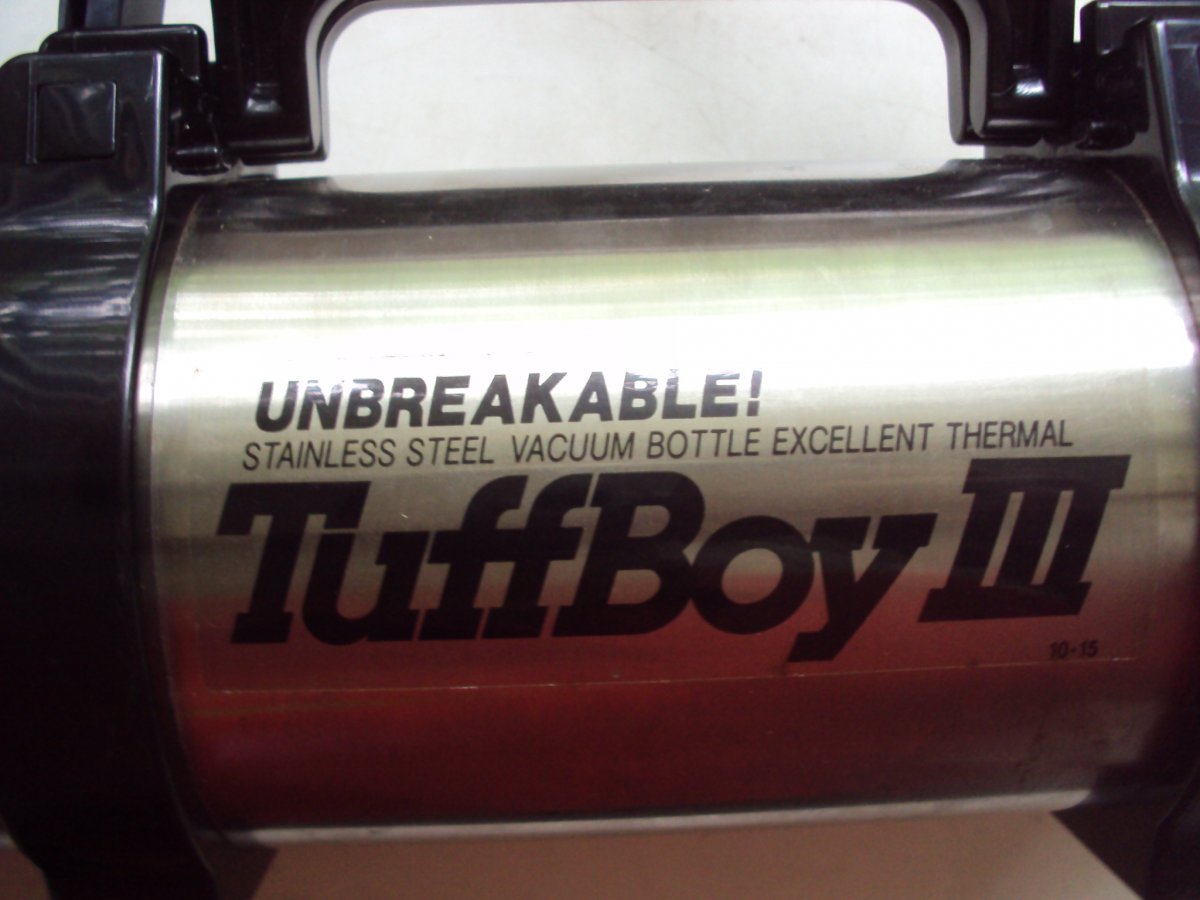 UNBREAKABLE!
STAINLESS STEEL VACUUM BOTTLE EXCELLENT THERMAL
TuffBoy III
10-15